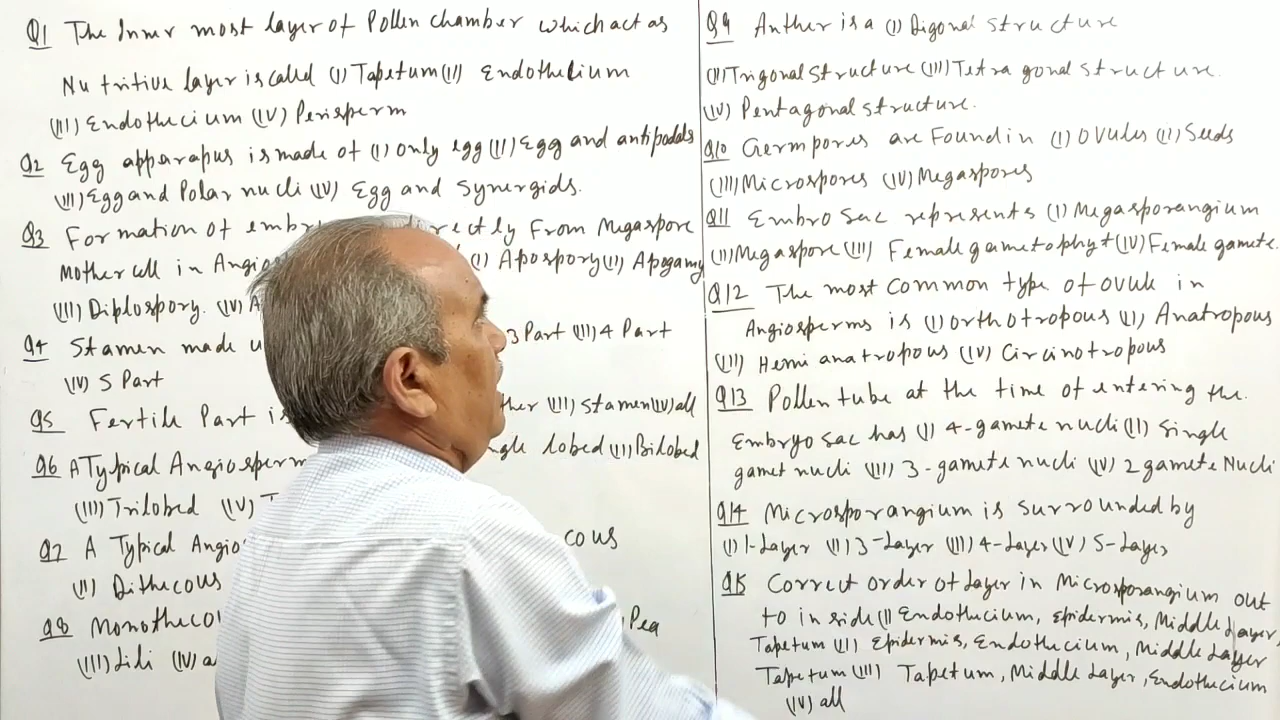 Q1 The Inner most layer of Pollen chamber which act as
Nutritive layer is called (I) Tapetum (II) Endothelium
(III) Endothecium (IV) Perisperm
Q2 Egg apparapus is made of (I) only egg (II) Egg and antipodals
(III) Egg and Polar nucli (IV) Egg and Synergids.
Q3 Formation of embr rectly From Megaspore
Mother cell in Angio (I) Apospory (II) Apogamy
(III) Diplospory. (IV) A
Q4 Stamen made u 3 Part (III) 4 Part
(IV) 5 Part
Q5 Fertile Part is ther (III) Stamen (IV) all
Q6 A Typical Angiosperm ngle lobed (II) Bilobed
(III) Trilobed (IV) T
Q7 A Typical Angio cous
(II) Dithecous
Q8 Monotheco Pea
(III) Lili (IV) a
Q9 Anther is a (I) Digonal structure
(II) Trigonal structure (III) Tetra gonal structure.
(IV) Pentagonal structure.
Q10 Germpores are Found in (I) Ovules (II) Seeds
(III) Microspores (IV) Megaspores
Q11 Embro Sac represents (I) Megasporangium
(II) Megaspore (III) Female gametophyt (IV) Female gamete.
Q12 The most Common type of ovule in
Angiosperms is (I) Orthotropous (II) Anatropous
(III) Hemi anatropous (IV) Circinotropous
Q13 Pollen tube at the time of entering the.
Embryo sac has (I) 4-gamete nucli (II) Single
gamet nucli (III) 3-gamete nucli (IV) 2 gamete Nucli
Q14 Microsporangium is surrounded by
(I) 1-Layer (II) 3-Layer (III) 4-Layer (IV) 5-Layer
Q15 Correct order of Layer in Microsporangium out
to in side (I) Endothecium, Epidermis, Middle Layer,
Tapetum (II) Epidermis, Endothecium, Middle Layer
Tapetum (III) Tapetum, Middle Layer, Endothecium
(IV) all